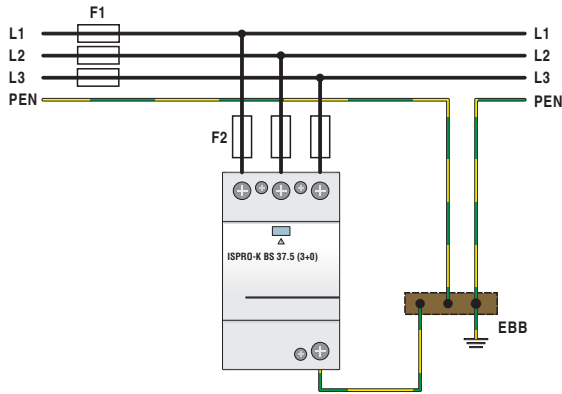 F1
L1 L1
L2 L2
L3 L3
PEN PEN
F2
ISPRO-K BS 37.5 (3+0)
EBB